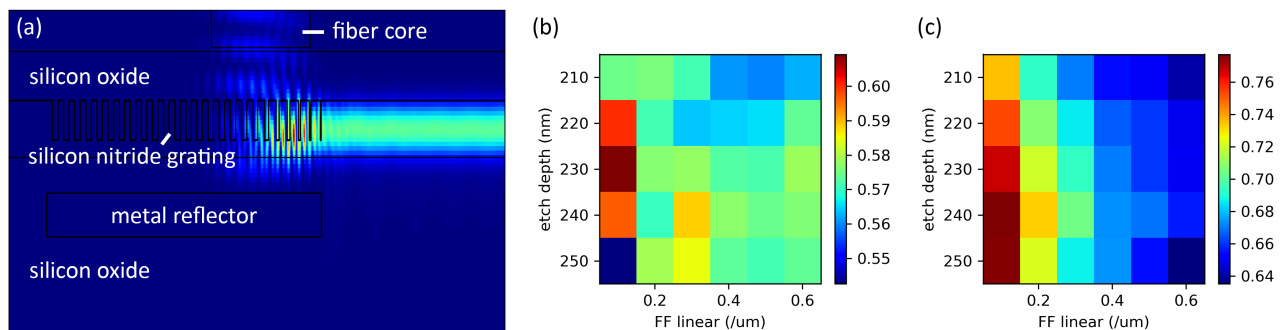 (a)
fiber core
silicon oxide
silicon nitride grating
metal reflector
silicon oxide
(b)
210
220
230
240
250
etch depth (nm)
0.2 0.4 0.6
FF linear (/um)
0.60
0.59
0.58
0.57
0.56
0.55
(c)
210
220
230
240
250
etch depth (nm)
0.2 0.4 0.6
FF linear (/um)
0.76
0.74
0.72
0.70
0.68
0.66
0.64